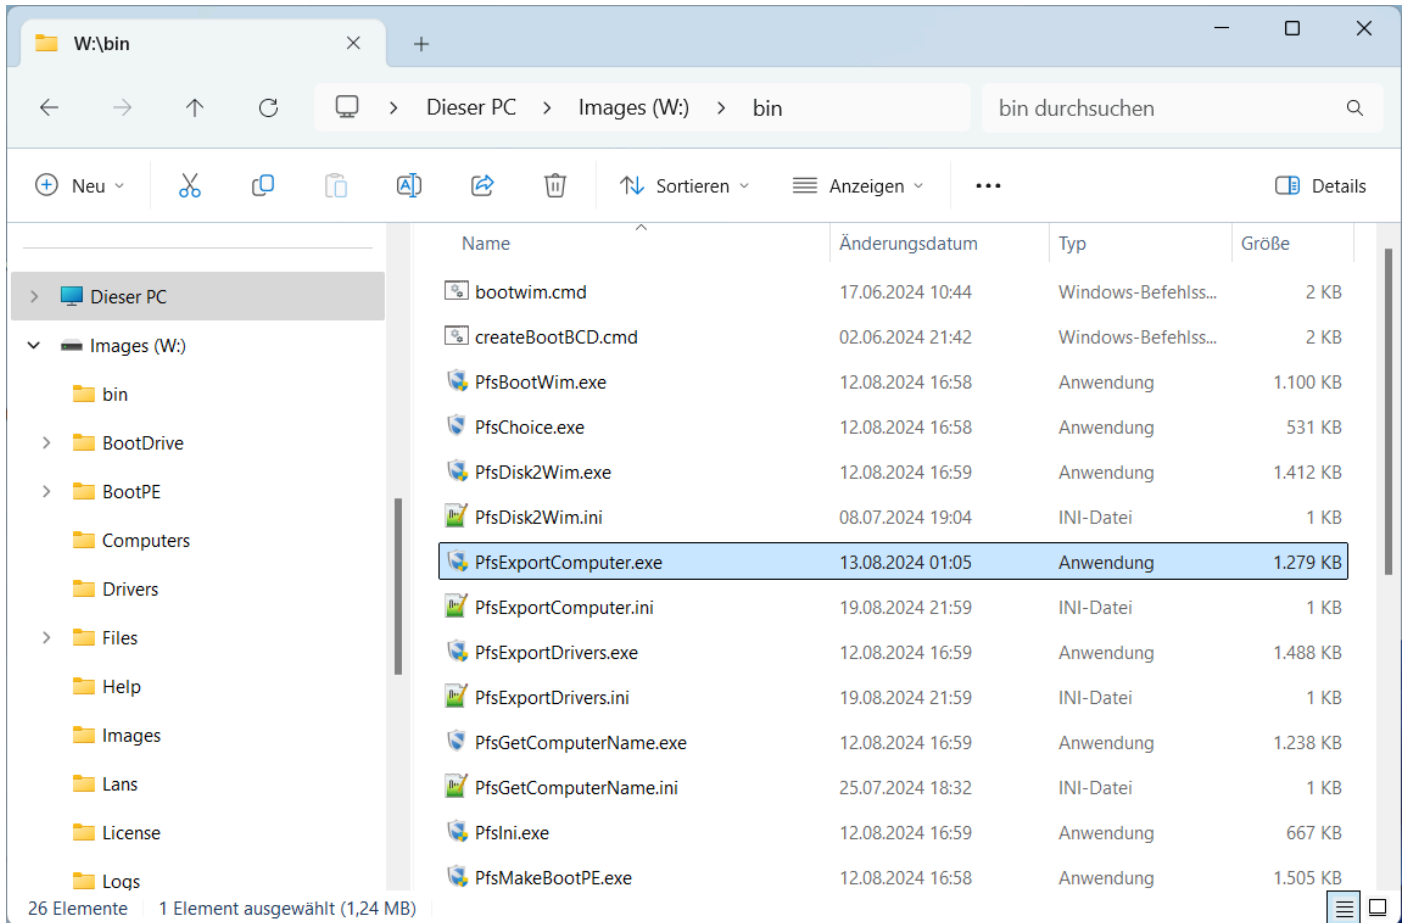 W:\bin
Dieser PC > Images (W:) > bin
bin durchsuchen
Neu
Sortieren
Anzeigen
Details
Dieser PC
Images (W:)
bin
BootDrive
BootPE
Computers
Drivers
Files
Help
Images
Lans
License
Logs
Name Änderungsdatum Typ Größe
bootwim.cmd 17.06.2024 10:44 Windows-Befehlss... 2 KB
createBootBCD.cmd 02.06.2024 21:42 Windows-Befehlss... 2 KB
PfsBootWim.exe 12.08.2024 16:58 Anwendung 1.100 KB
PfsChoice.exe 12.08.2024 16:58 Anwendung 531 KB
PfsDisk2Wim.exe 12.08.2024 16:59 Anwendung 1.412 KB
PfsDisk2Wim.ini 08.07.2024 19:04 INI-Datei 1 KB
PfsExportComputer.exe 13.08.2024 01:05 Anwendung 1.279 KB
PfsExportComputer.ini 19.08.2024 21:59 INI-Datei 1 KB
PfsExportDrivers.exe 12.08.2024 16:59 Anwendung 1.488 KB
PfsExportDrivers.ini 19.08.2024 21:59 INI-Datei 1 KB
PfsGetComputerName.exe 12.08.2024 16:59 Anwendung 1.238 KB
PfsGetComputerName.ini 25.07.2024 18:32 INI-Datei 1 KB
PfsIni.exe 12.08.2024 16:59 Anwendung 667 KB
PfsMakeBootPE.exe 12.08.2024 16:58 Anwendung 1.505 KB
26 Elemente
1 Element ausgewählt (1,24 MB)